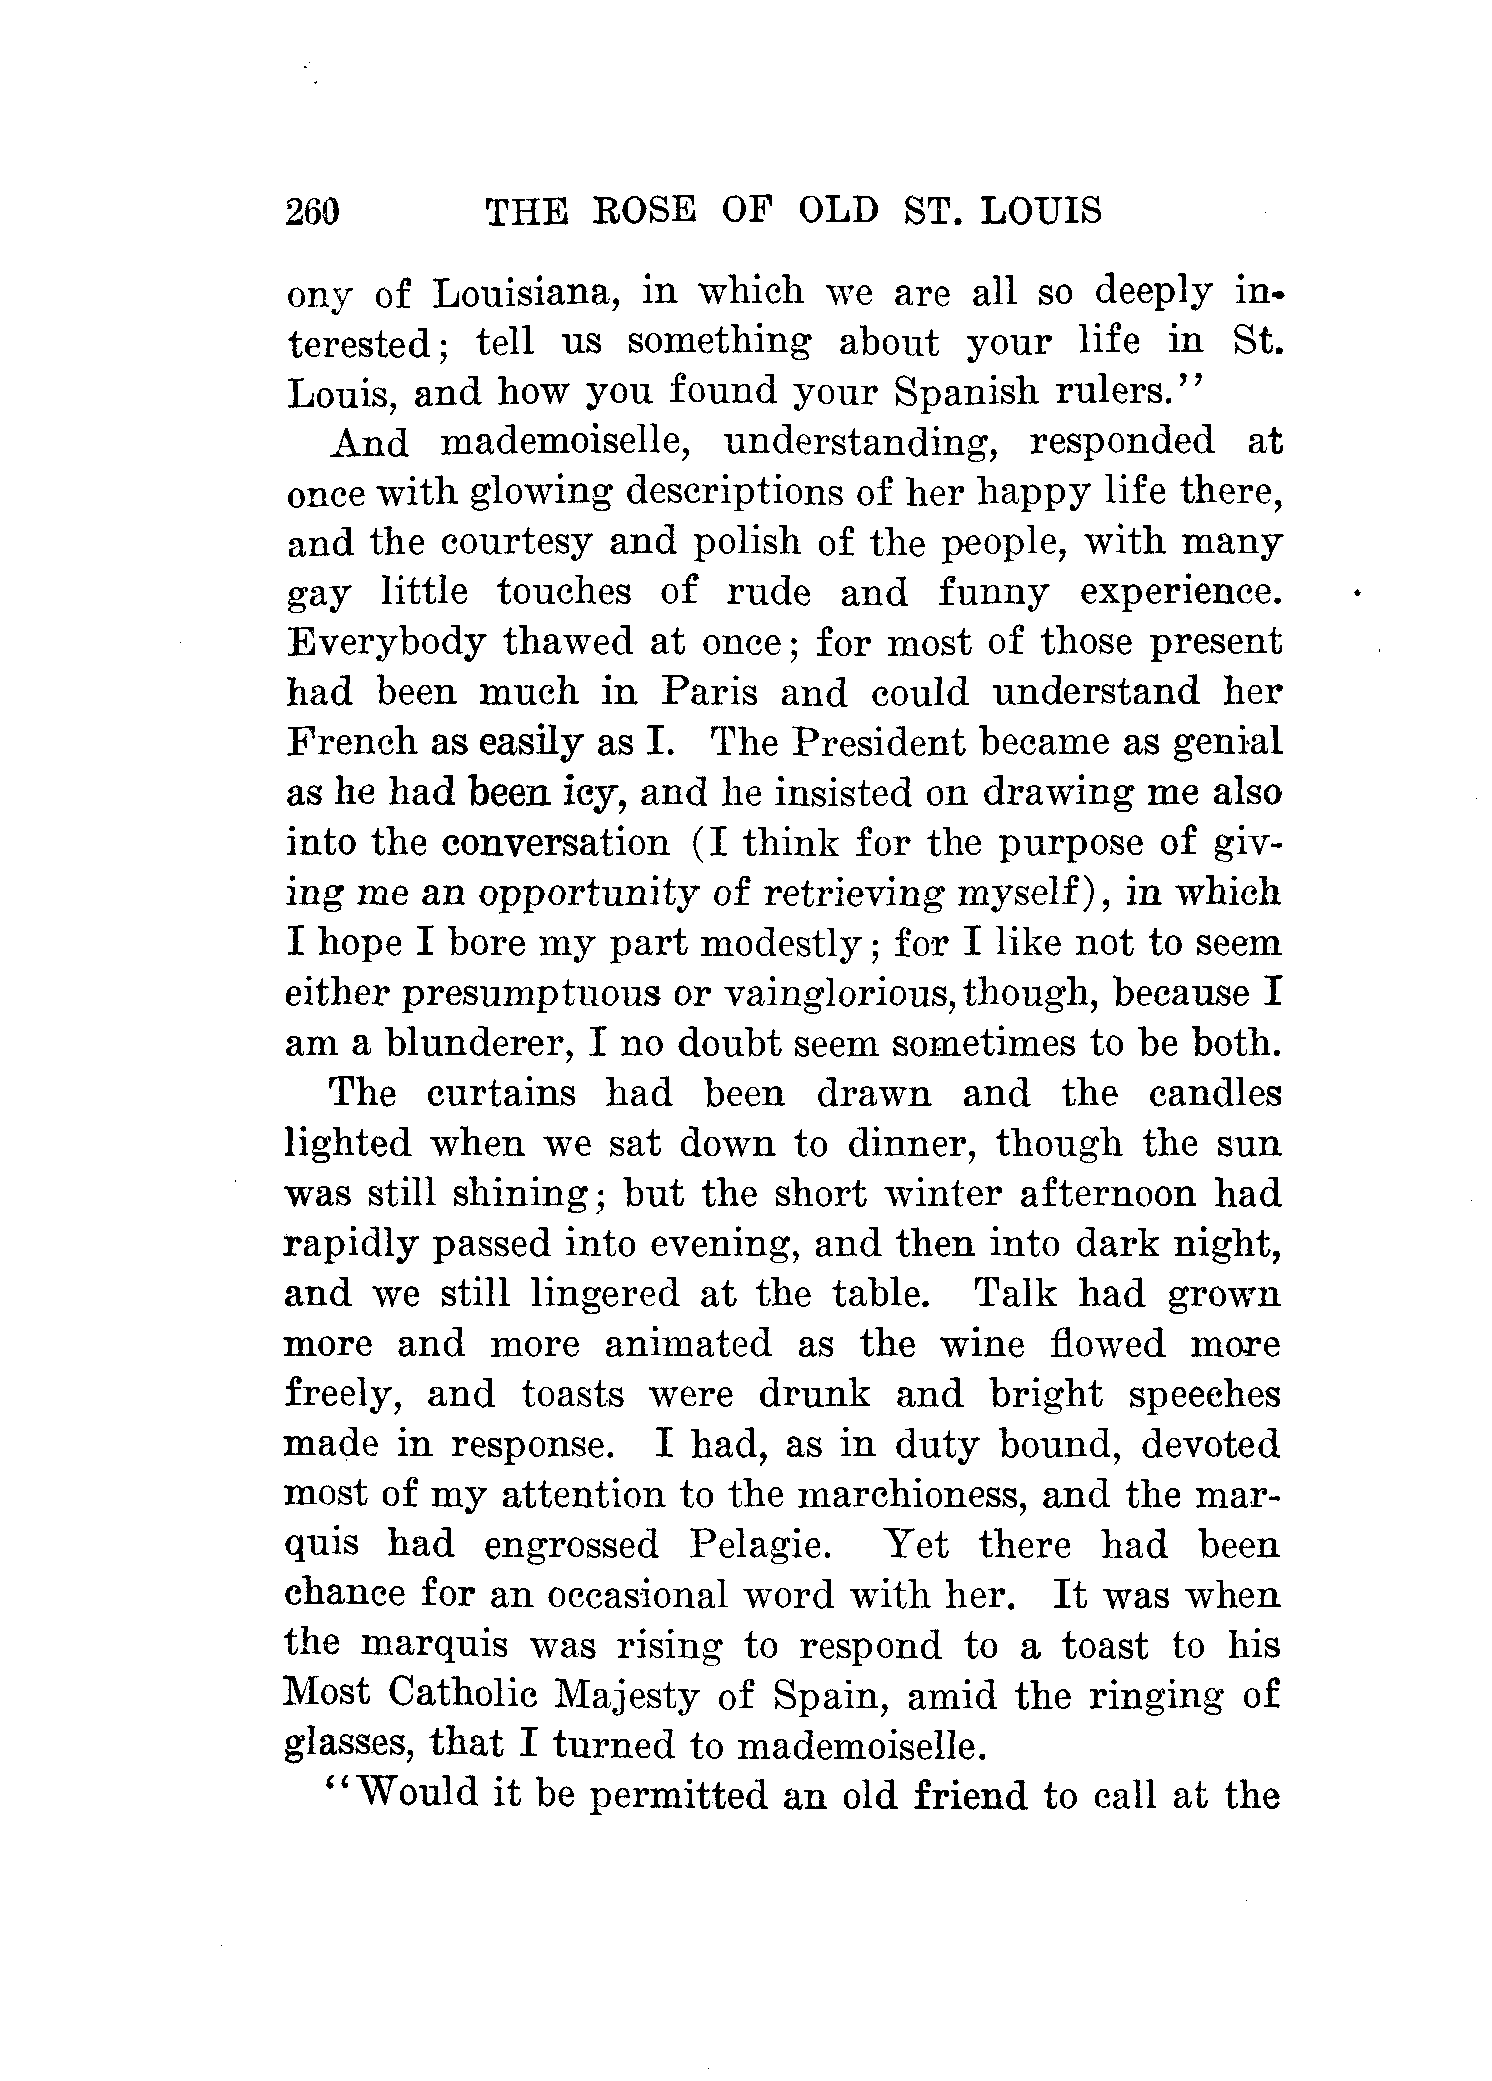 260 THE ROSE OF OLD ST. LOUIS
ony of Louisiana, in which we are all so deeply in-
terested; tell us something about your life in St.
Louis, and how you found your Spanish rulers.''
And mademoiselle, understanding, responded at
once with glowing descriptions of her happy life there,
and the courtesy and polish of the people, with many
gay little touches of rude and funny experience.
Everybody thawed at once; for most of those present
had been much in Paris and could understand her
French as easily as I. The President became as genial
as he had been icy, and he insisted on drawing me also
into the conversation (I think for the purpose of giv-
ing me an opportunity of retrieving myself), in which
I hope I bore my part modestly; for I like not to seem
either presumptuous or vainglorious, though, because I
am a blunderer, I no doubt seem sometimes to be both.
The curtains had been drawn and the candles
lighted when we sat down to dinner, though the sun
was still shining; but the short winter afternoon had
rapidly passed into evening, and then into dark night,
and we still lingered at the table. Talk had grown
more and more animated as the wine flowed more
freely, and toasts were drunk and bright speeches
made in response. I had, as in duty bound, devoted
most of my attention to the marchioness, and the mar-
quis had engrossed Pelagie. Yet there had been
chance for an occasional word with her. It was when
the marquis was rising to respond to a toast to his
Most Catholic Majesty of Spain, amid the ringing of
glasses, that I turned to mademoiselle.
‘‘Would it be permitted an old friend to call at the